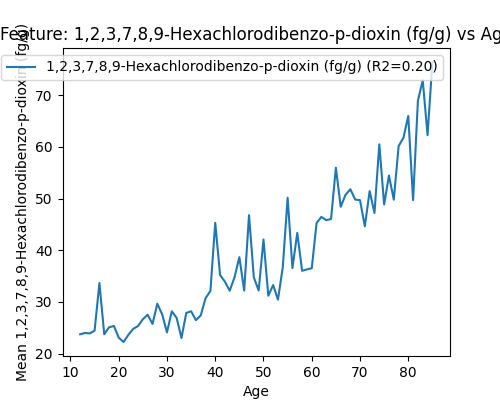 Feature: 1,2,3,7,8,9-Hexachlorodibenzo-p-dioxin (fg/g) vs Ag
1,2,3,7,8,9-Hexachlorodibenzo-p-dioxin (fg/g) (R2=0.20)
Mean 1,2,3,7,8,9-Hexachlorodibenzo-p-dioxin (fg/g)
70
60
50
40
30
20
10 20 30 40 50 60 70 80
Age